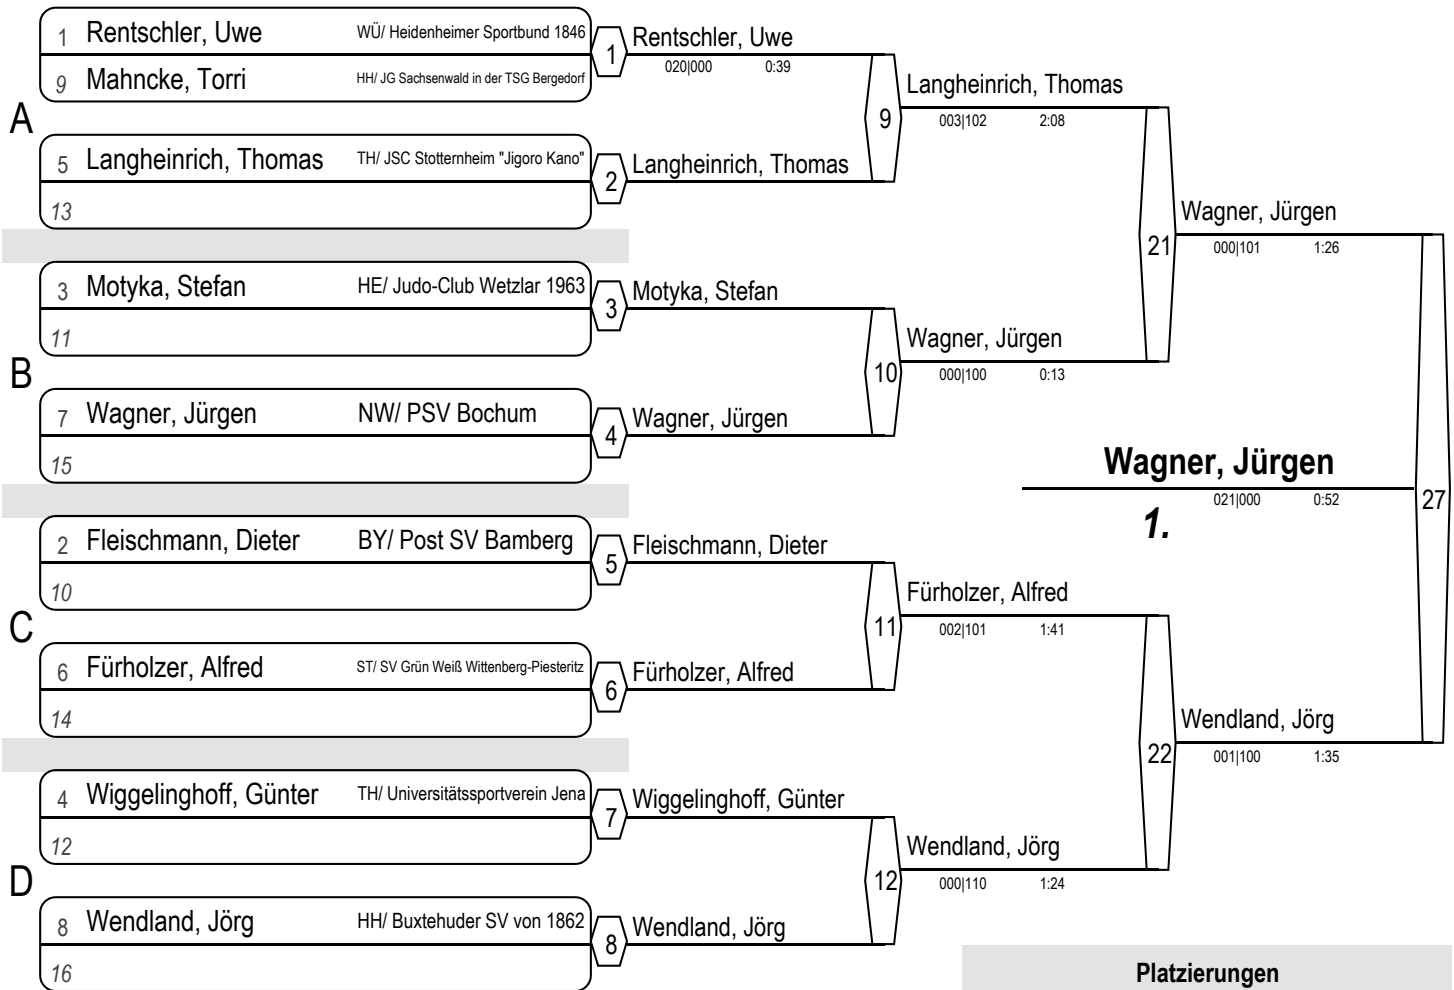 1 Rentschler, Uwe WÜ/ Heidenheimer Sportbund 1846
9 Mahncke, Torri HH/ JG Sachsenwald in der TSG Bergedorf
A
5 Langheinrich, Thomas TH/ JSC Stotternheim "Jigoro Kano"
13
3 Motyka, Stefan HE/ Judo-Club Wetzlar 1963
11
B
7 Wagner, Jürgen NW/ PSV Bochum
15
2 Fleischmann, Dieter BY/ Post SV Bamberg
10
C
6 Fürholzer, Alfred ST/ SV Grün Weiß Wittenberg-Piesteritz
14
4 Wiggelinghoff, Günter TH/ Universitätssportverein Jena
12
D
8 Wendland, Jörg HH/ Buxtehuder SV von 1862
16
1 Rentschler, Uwe
020|000 0:39
2 Langheinrich, Thomas
3 Motyka, Stefan
4 Wagner, Jürgen
5 Fleischmann, Dieter
6 Fürholzer, Alfred
7 Wiggelinghoff, Günter
8 Wendland, Jörg
9 Langheinrich, Thomas
003|102 2:08
10 Wagner, Jürgen
000|100 0:13
11 Fürholzer, Alfred
002|101 1:41
12 Wendland, Jörg
000|110 1:24
21 Wagner, Jürgen
000|101 1:26
22 Wendland, Jörg
001|100 1:35
Wagner, Jürgen
021|000 0:52
27
1.
Platzierungen